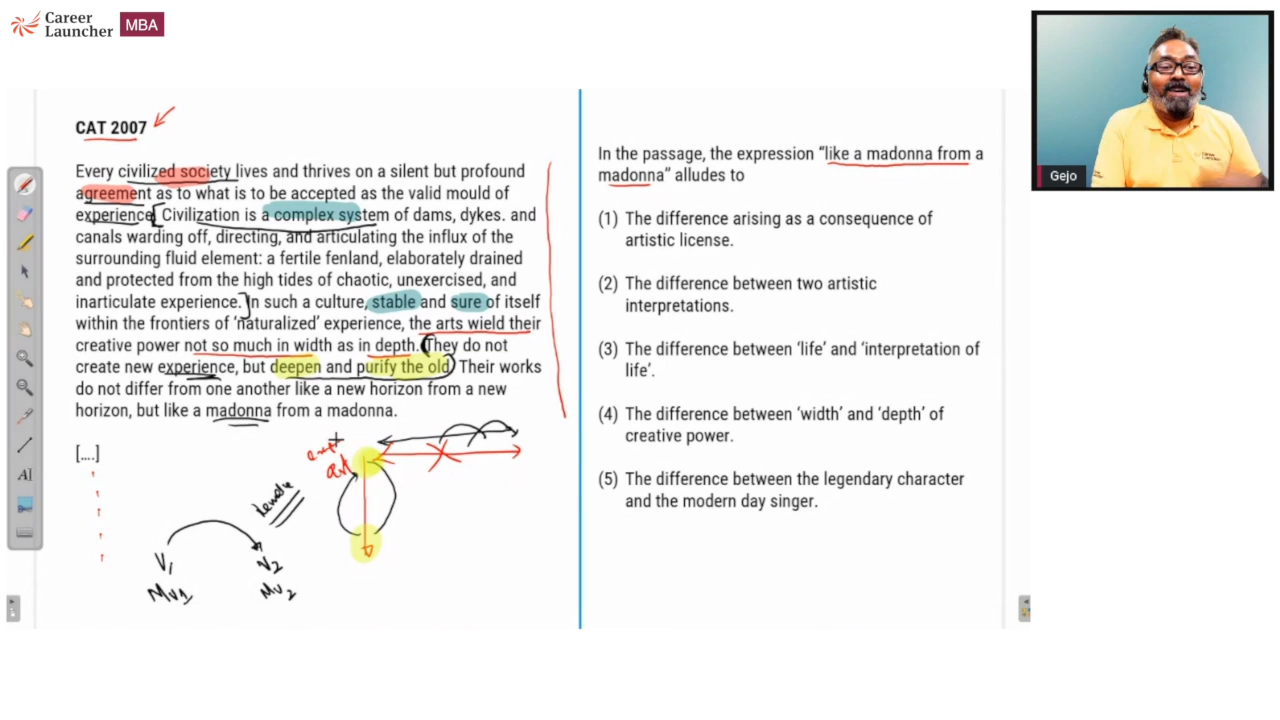 Career
Launcher
MBA
CAT 2007
Every civilized society lives and thrives on a silent but profound
agreement as to what is to be accepted as the valid mould of
experience. Civilization is a complex system of dams, dykes. and
canals warding off, directing, and articulating the influx of the
surrounding fluid element: a fertile fenland, elaborately drained
and protected from the high tides of chaotic, unexercised, and
inarticulate experience. In such a culture, stable and sure of itself
within the frontiers of ‘naturalized’ experience, the arts wield their
creative power not so much in width as in depth. They do not
create new experience, but deepen and purify the old. Their works
do not differ from one another like a new horizon from a new
horizon, but like a madonna from a madonna.
[....]
art
V1
V2
MV1
MV2
In the passage, the expression “like a madonna from a
madonna” alludes to
(1) The difference arising as a consequence of
artistic license.
(2) The difference between two artistic
interpretations.
(3) The difference between ‘life’ and ‘interpretation of
life’.
(4) The difference between ‘width’ and ‘depth’ of
creative power.
(5) The difference between the legendary character
and the modern day singer.
Gejo